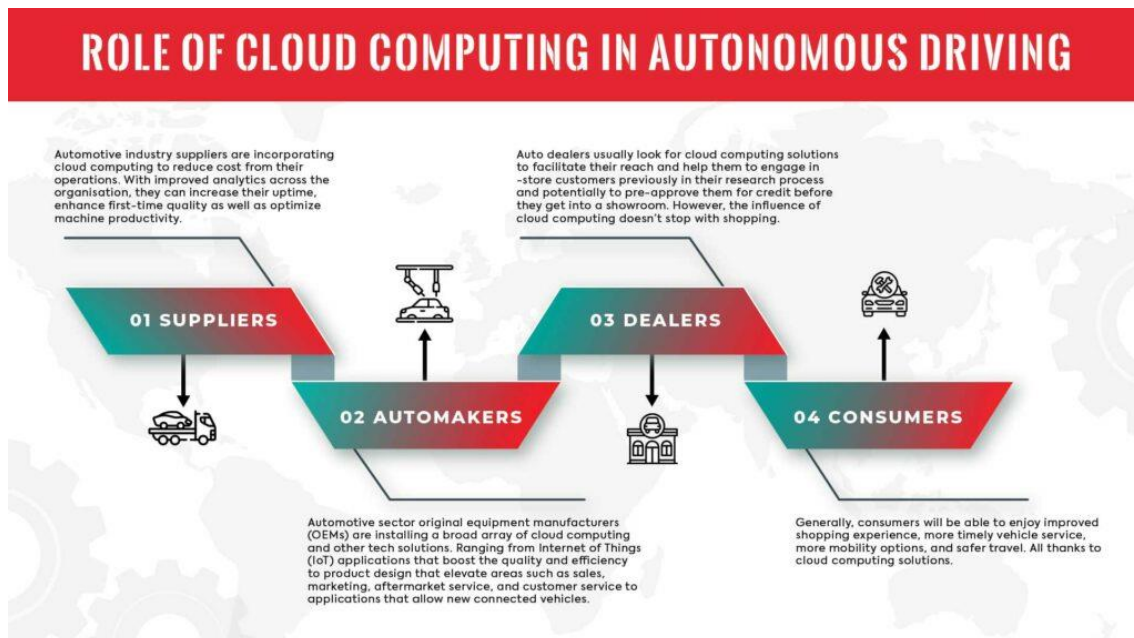 ROLE OF CLOUD COMPUTING IN AUTONOMOUS DRIVING
Automotive industry suppliers are incorporating
cloud computing to reduce cost from their
operations. With improved analytics across the
organisation, they can increase their uptime,
enhance first-time quality as well as optimize
machine productivity.
01 SUPPLIERS
02 AUTOMAKERS
Automotive sector original equipment manufacturers
(OEMs) are installing a broad array of cloud computing
and other tech solutions. Ranging from Internet of Things
(IoT) applications that boost the quality and efficiency
to product design that elevate areas such as sales,
marketing, aftermarket service, and customer service to
applications that allow new connected vehicles.
Auto dealers usually look for cloud computing solutions
to facilitate their reach and help them to engage in
-store customers previously in their research process
and potentially to pre-approve them for credit before
they get into a showroom. However, the influence of
cloud computing doesn't stop with shopping.
03 DEALERS
04 CONSUMERS
Generally, consumers will be able to enjoy improved
shopping experience, more timely vehicle service,
more mobility options, and safer travel. All thanks to
cloud computing solutions.